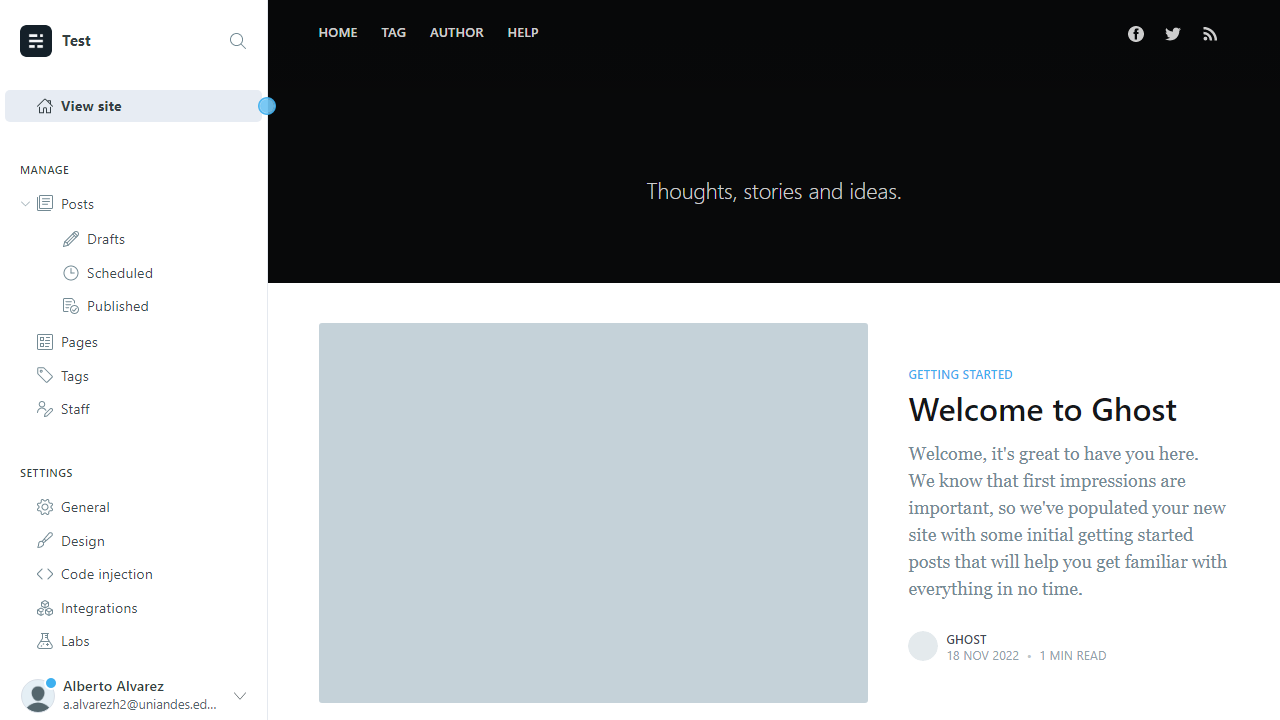 Test
View site
MANAGE
Posts
Drafts
Scheduled
Published
Pages
Tags
Staff
SETTINGS
General
Design
Code injection
Integrations
Labs
Alberto Alvarez
a.alvarezh2@uniandes.ed...
HOME TAG AUTHOR HELP
Thoughts, stories and ideas.
GETTING STARTED
Welcome to Ghost
Welcome, it's great to have you here.
We know that first impressions are
important, so we've populated your new
site with some initial getting started
posts that will help you get familiar with
everything in no time.
GHOST
18 NOV 2022 • 1 MIN READ